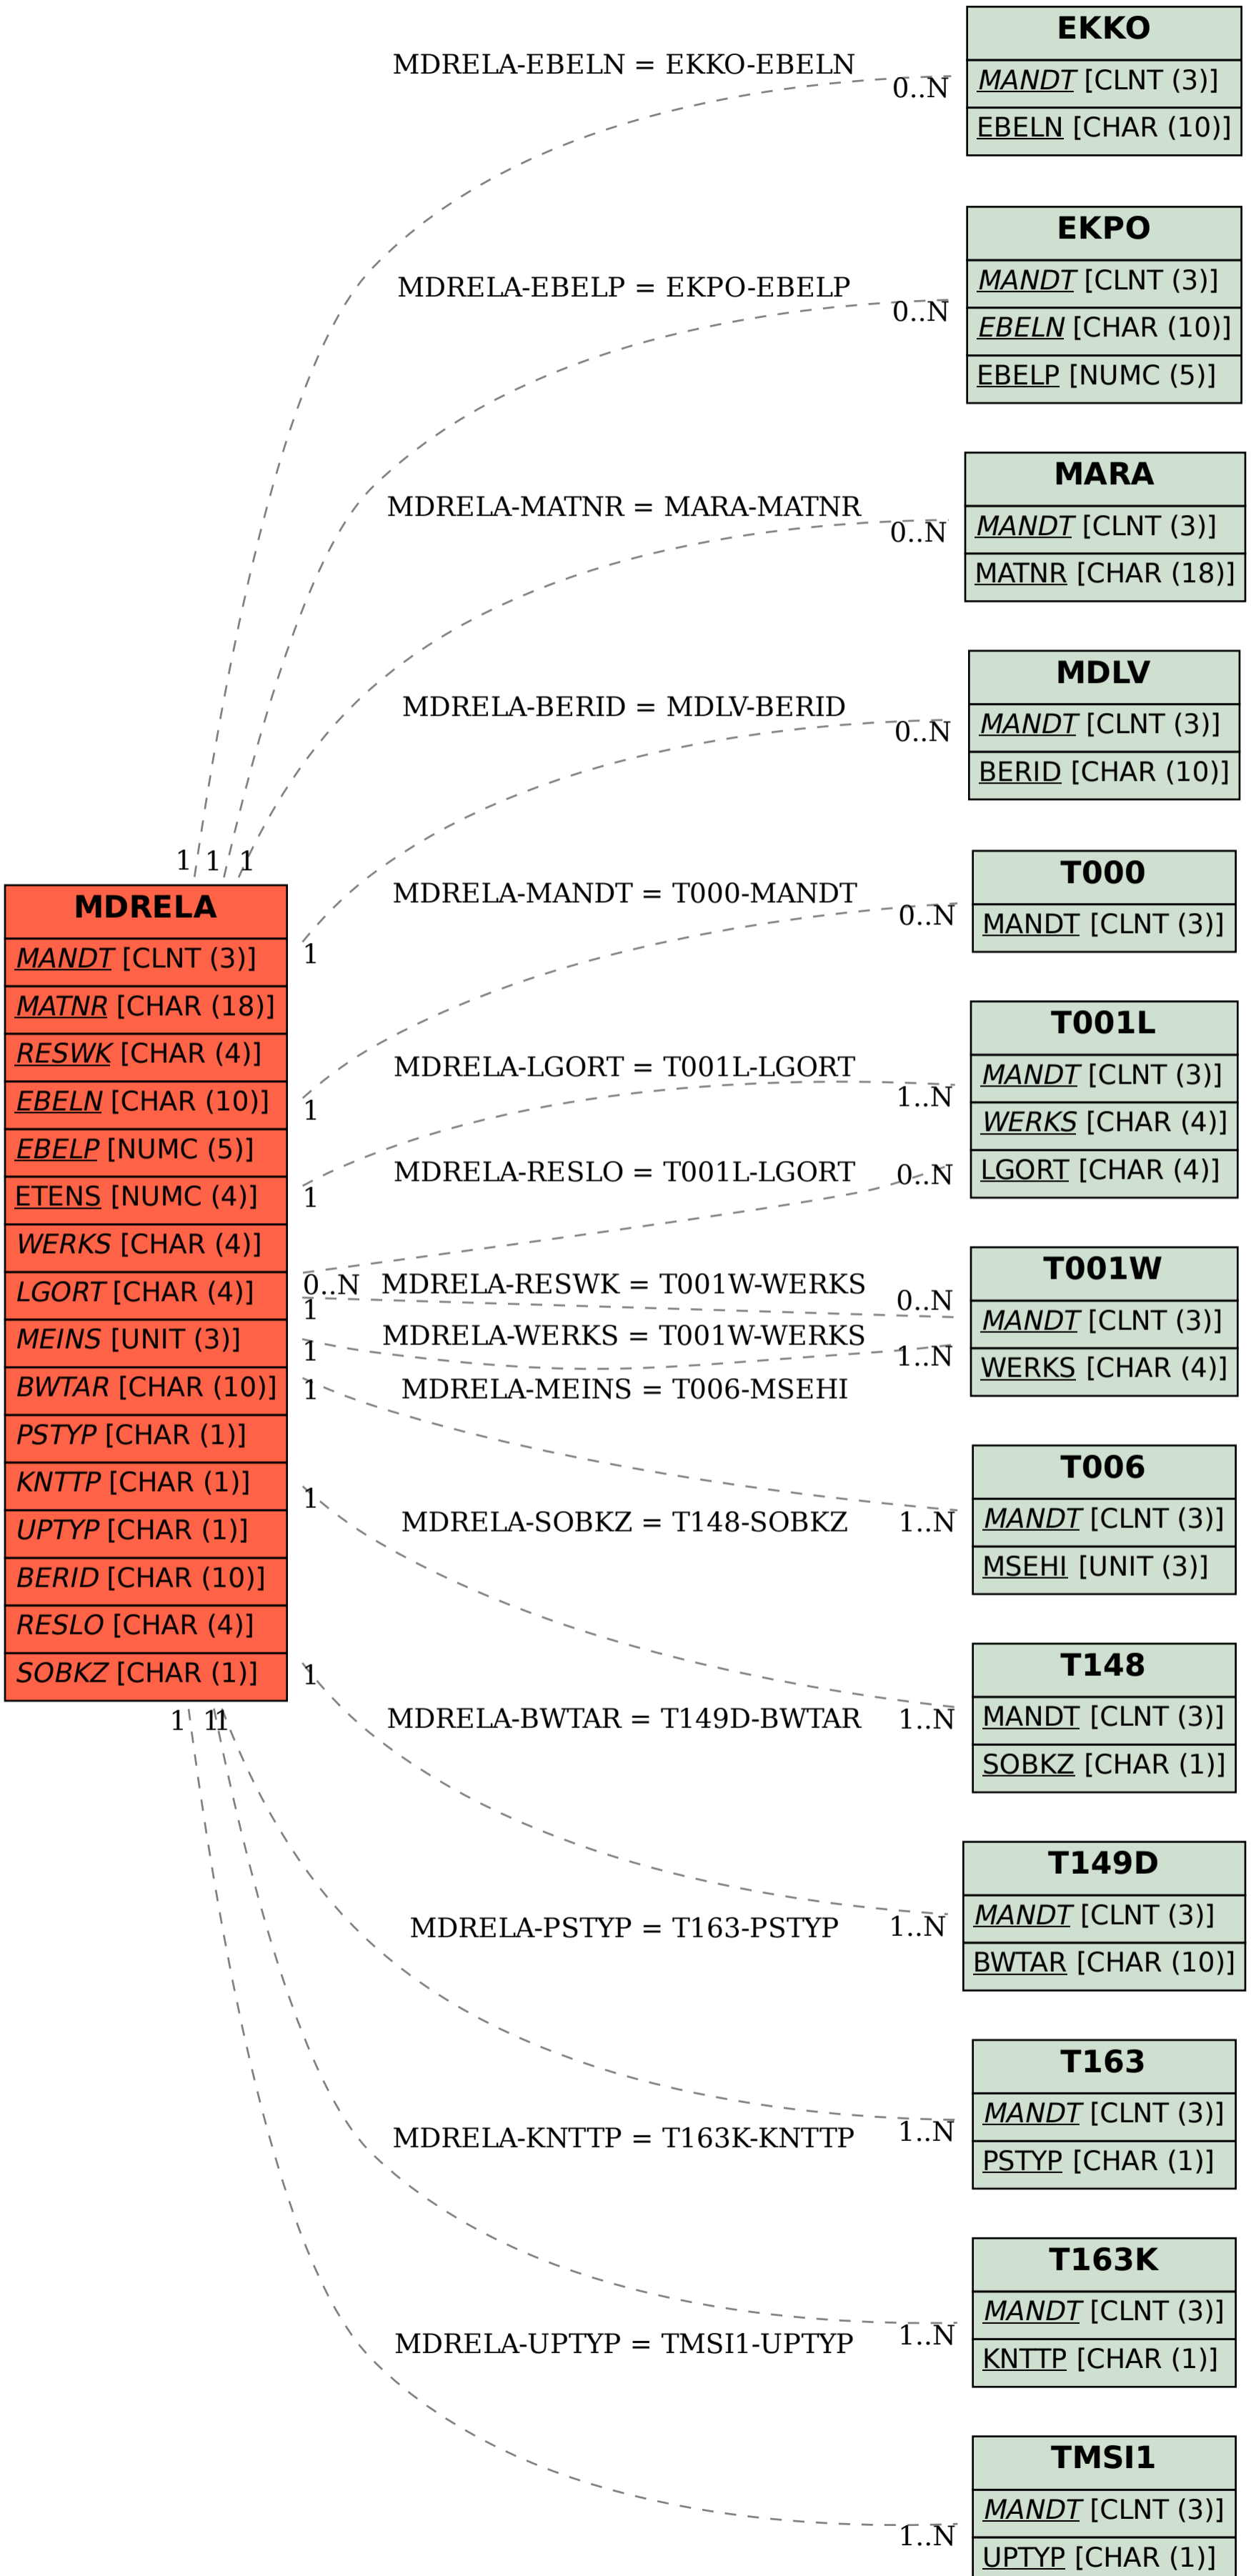 EKKO
MANDT [CLNT (3)]
EBELN [CHAR (10)]
MDRELA-EBELN = EKKO-EBELN
0..N
EKPO
MANDT [CLNT (3)]
EBELN [CHAR (10)]
EBELP [NUMC (5)]
MDRELA-EBELP = EKPO-EBELP
0..N
MARA
MANDT [CLNT (3)]
MATNR [CHAR (18)]
MDRELA-MATNR = MARA-MATNR
0..N
MDLV
MANDT [CLNT (3)]
BERID [CHAR (10)]
MDRELA-BERID = MDLV-BERID
0..N
1 1 1
MDRELA
MANDT [CLNT (3)]
MATNR [CHAR (18)]
RESWK [CHAR (4)]
EBELN [CHAR (10)]
EBELP [NUMC (5)]
ETENS [NUMC (4)]
WERKS [CHAR (4)]
LGORT [CHAR (4)]
MEINS [UNIT (3)]
BWTAR [CHAR (10)]
PSTYP [CHAR (1)]
KNTTP [CHAR (1)]
UPTYP [CHAR (1)]
BERID [CHAR (10)]
RESLO [CHAR (4)]
SOBKZ [CHAR (1)]
1
1
1
0..N
1
1
1
1
1
1 1 1
T000
MANDT [CLNT (3)]
MDRELA-MANDT = T000-MANDT
0..N
T001L
MANDT [CLNT (3)]
WERKS [CHAR (4)]
LGORT [CHAR (4)]
MDRELA-LGORT = T001L-LGORT
1..N
MDRELA-RESLO = T001L-LGORT
0..N
T001W
MANDT [CLNT (3)]
WERKS [CHAR (4)]
MDRELA-RESWK = T001W-WERKS
0..N
MDRELA-WERKS = T001W-WERKS
1..N
MDRELA-MEINS = T006-MSEHI
T006
MANDT [CLNT (3)]
MSEHI [UNIT (3)]
1..N
MDRELA-SOBKZ = T148-SOBKZ
T148
MANDT [CLNT (3)]
SOBKZ [CHAR (1)]
1..N
MDRELA-BWTAR = T149D-BWTAR
T149D
MANDT [CLNT (3)]
BWTAR [CHAR (10)]
1..N
MDRELA-PSTYP = T163-PSTYP
T163
MANDT [CLNT (3)]
PSTYP [CHAR (1)]
1..N
MDRELA-KNTTP = T163K-KNTTP
T163K
MANDT [CLNT (3)]
KNTTP [CHAR (1)]
1..N
MDRELA-UPTYP = TMSI1-UPTYP
TMSI1
MANDT [CLNT (3)]
UPTYP [CHAR (1)]
1..N